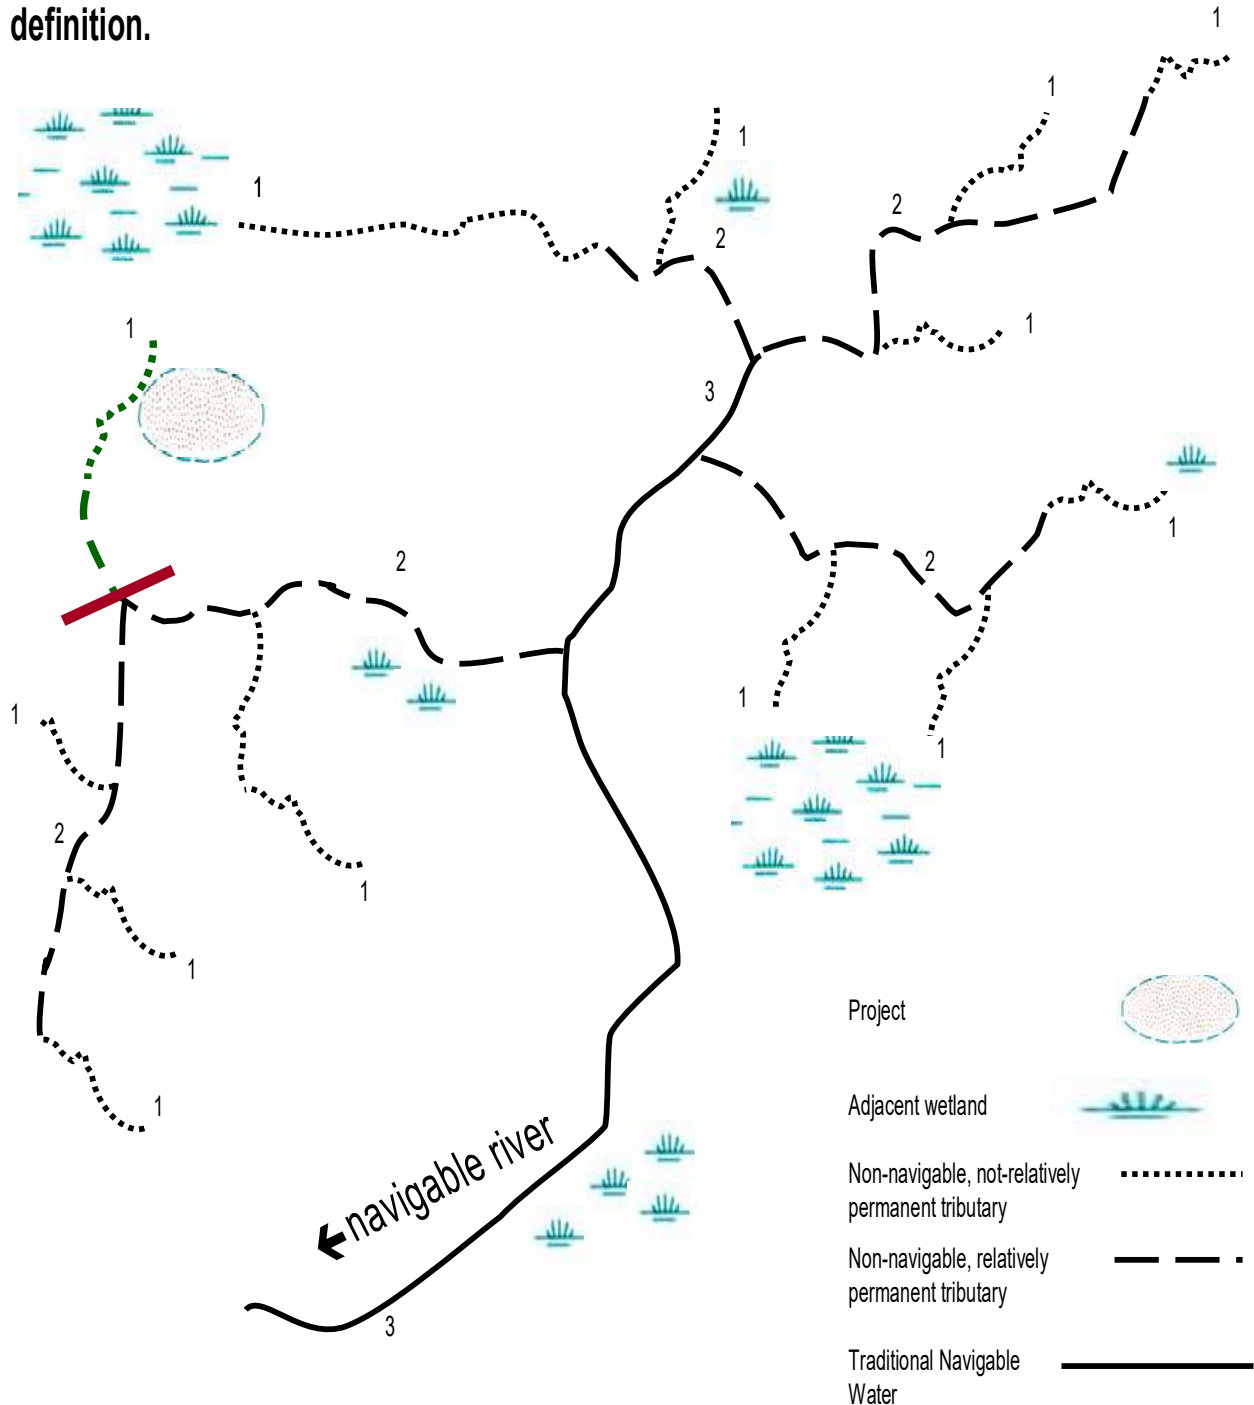 definition.
1
1
1
1
2
2
1
1
3
1
2
2
1
1
1
2
1
1
1
Project
Adjacent wetland
1
Non-navigable, not-relatively
permanent tributary
navigable river
Non-navigable, relatively
permanent tributary
3
Traditional Navigable
Water